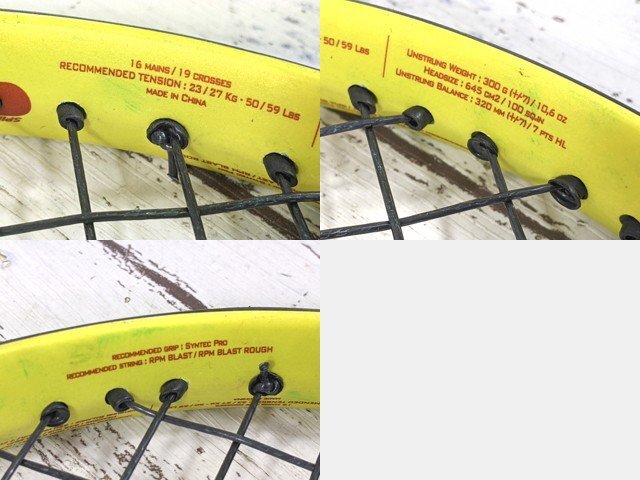 16 MAINS / 19 CROSSES
RECOMMENDED TENSION : 23 / 27 KG - 50 / 59 LBS
MADE IN CHINA
50 / 59 LBS
UNSTRUNG WEIGHT : 300 G (+/-7) / 10,6 OZ
HEADSIZE : 645 CM2 / 100 SQ.IN
UNSTRUNG BALANCE : 320 MM (+/-7) / 7 PTS HL
RECOMMENDED GRIP : SYNTEC PRO
RECOMMENDED STRING : RPM BLAST / RPM BLAST ROUGH